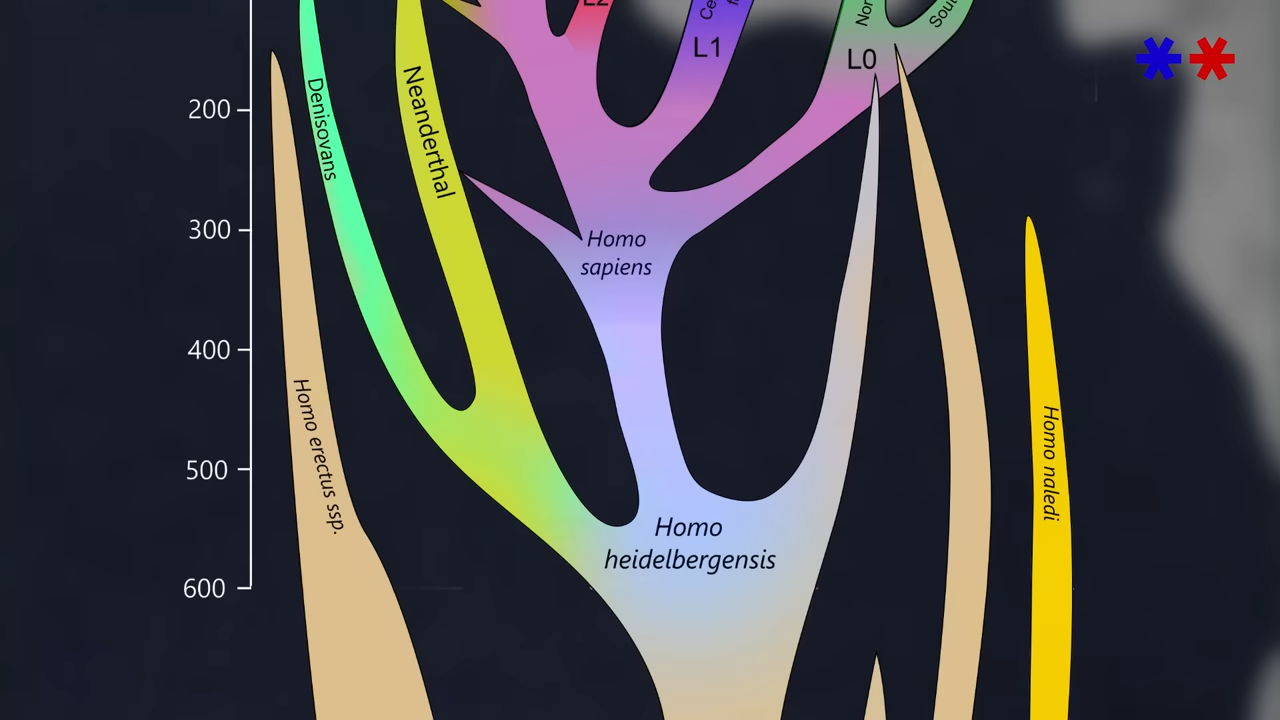 L1
L0
200
300
400
500
600
Denisovans
Neanderthal
Homo erectus ssp.
Homo
sapiens
Homo
heidelbergensis
Homo naledi